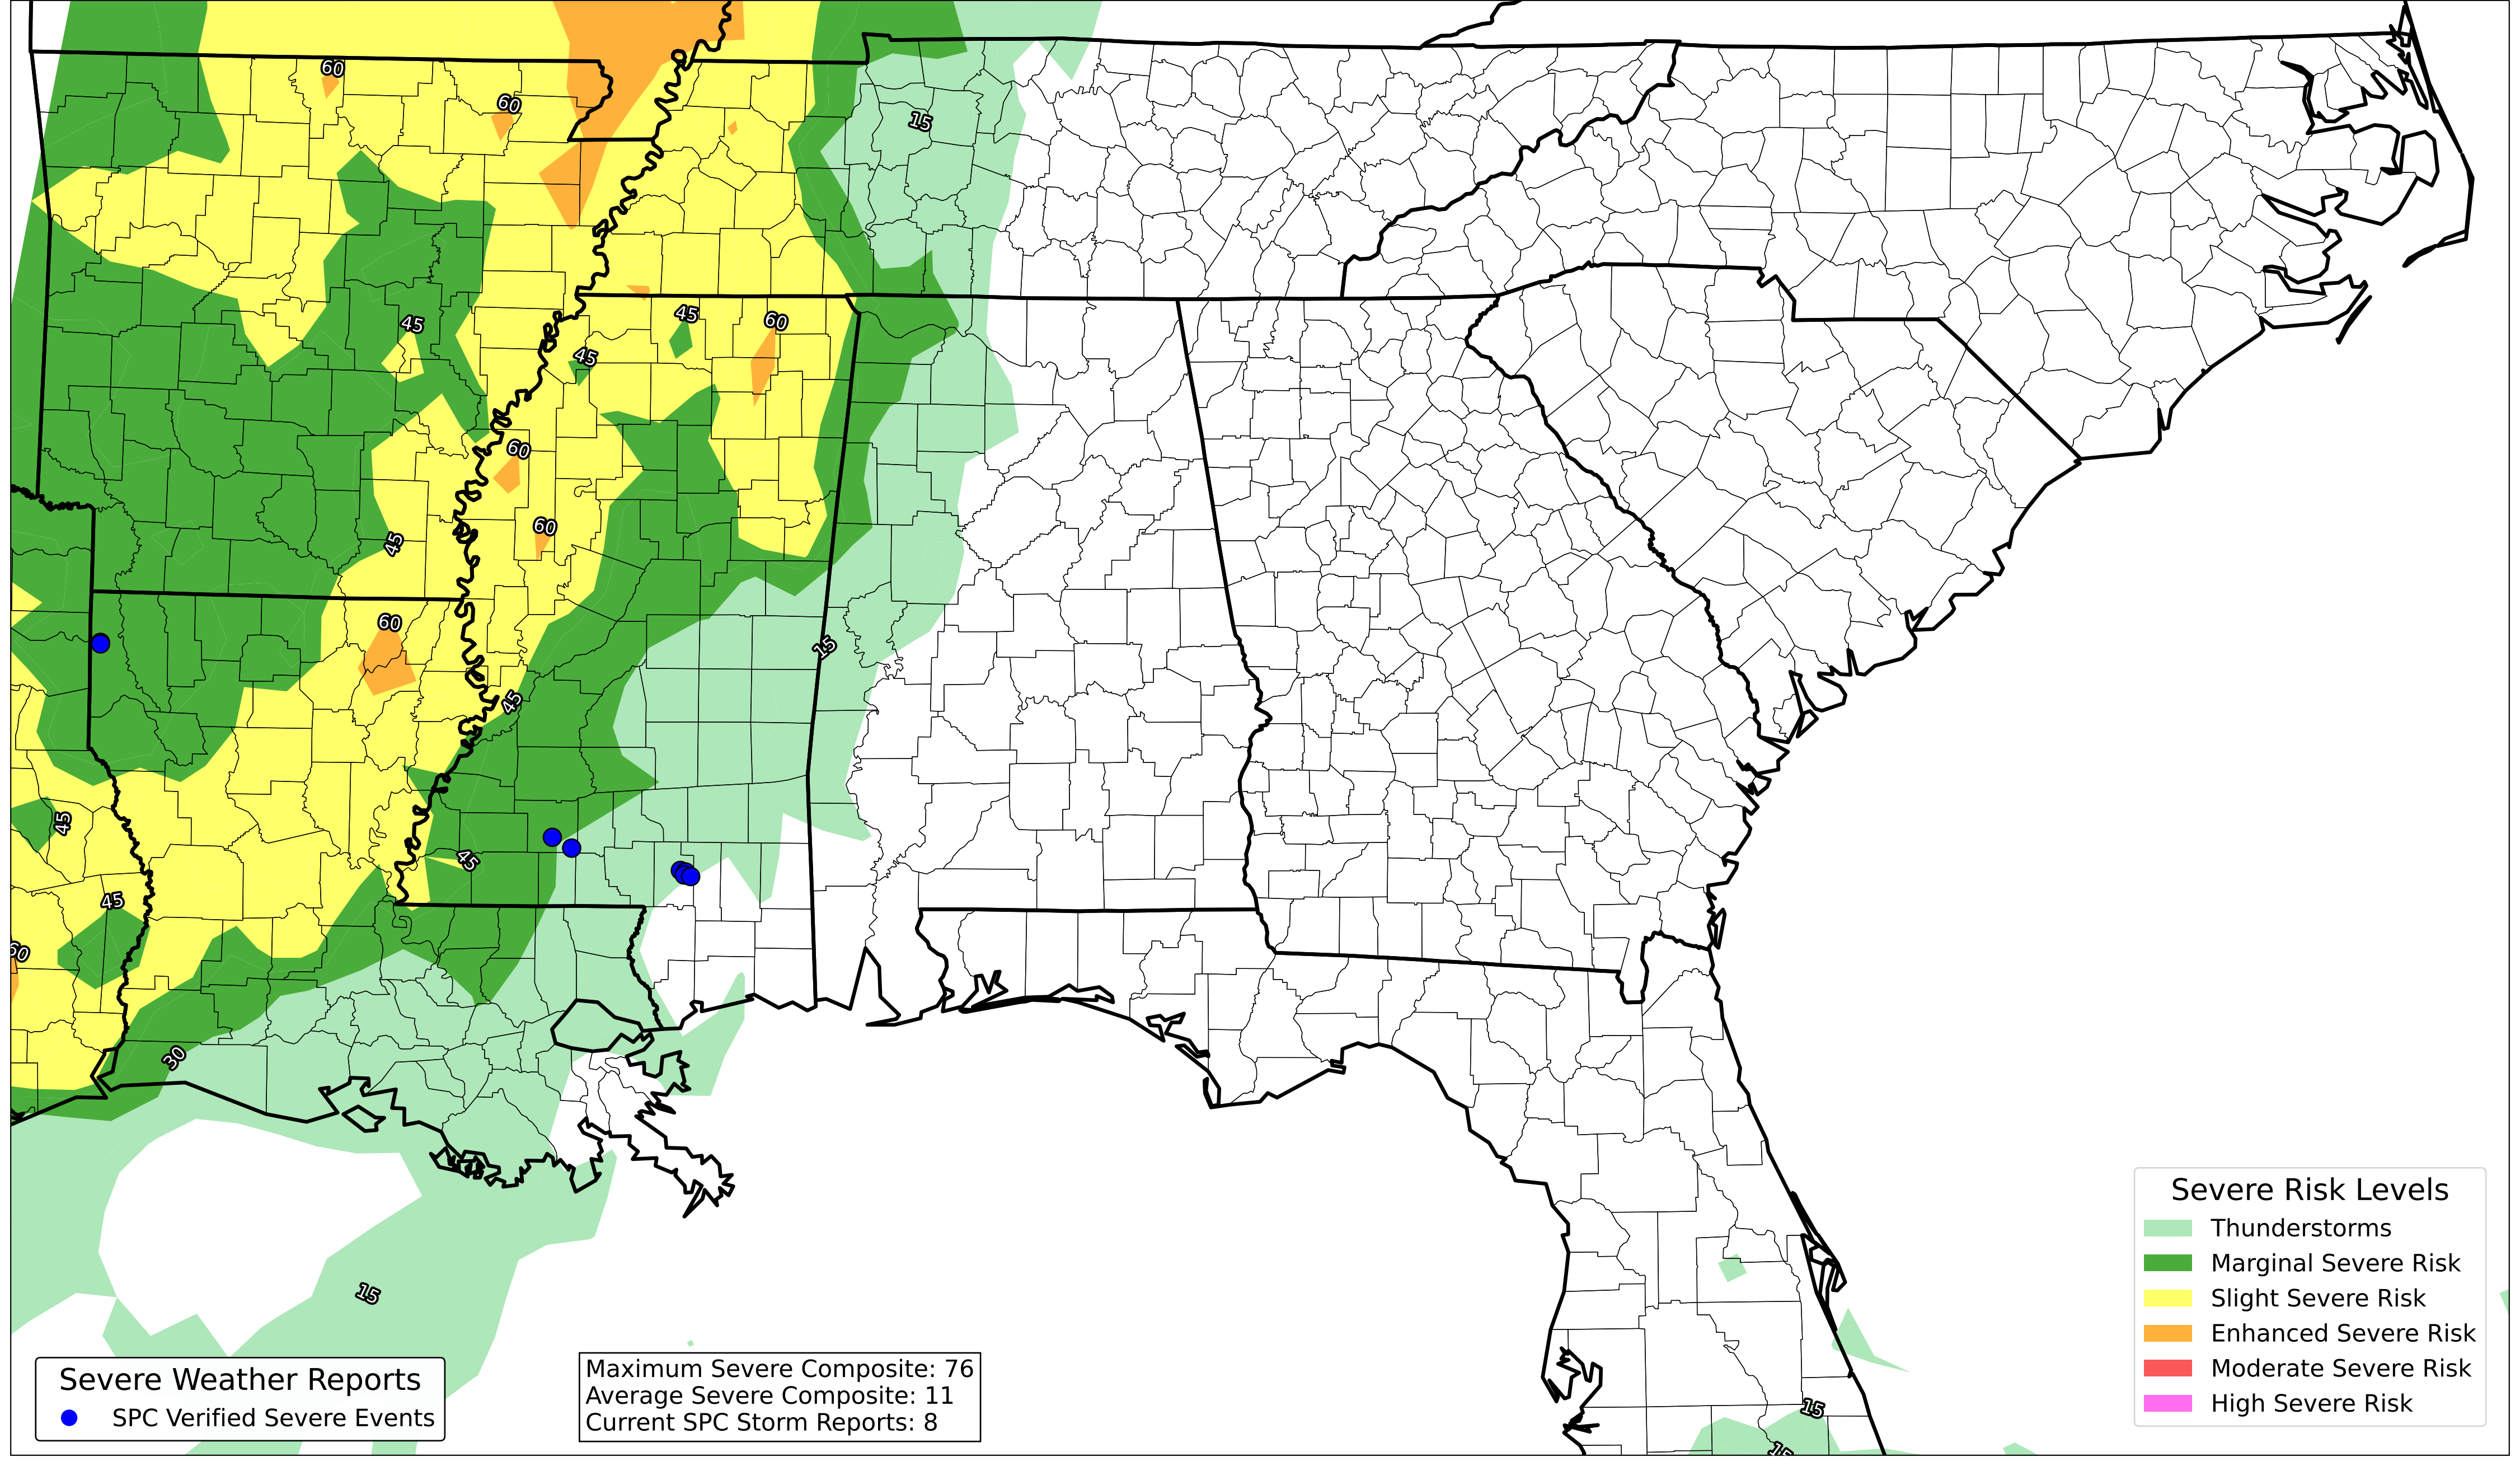 60
60
15
45
60
45
60
60
45
60
15
45
45
45
45
60
30
15
15
15
Severe Risk Levels
Thunderstorms
Marginal Severe Risk
Slight Severe Risk
Enhanced Severe Risk
Moderate Severe Risk
High Severe Risk
Severe Weather Reports
SPC Verified Severe Events
Maximum Severe Composite: 76
Average Severe Composite: 11
Current SPC Storm Reports: 8